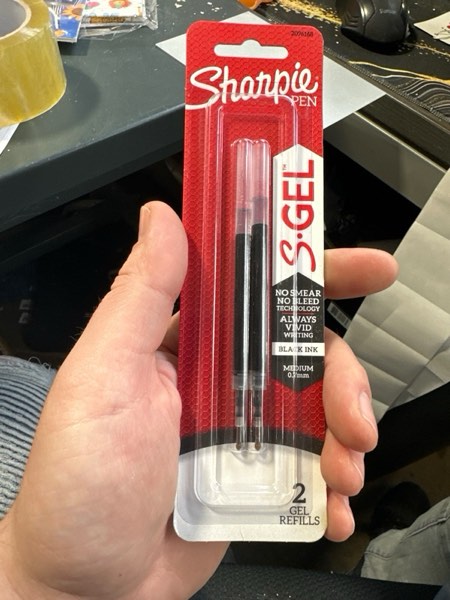 Sharpie
PEN
S·GEL
NO SMEAR
NO BLEED
TECHNOLOGY
ALWAYS
VIVID
WRITING
BLACK INK
MEDIUM
0.7mm
2
GEL
REFILLS